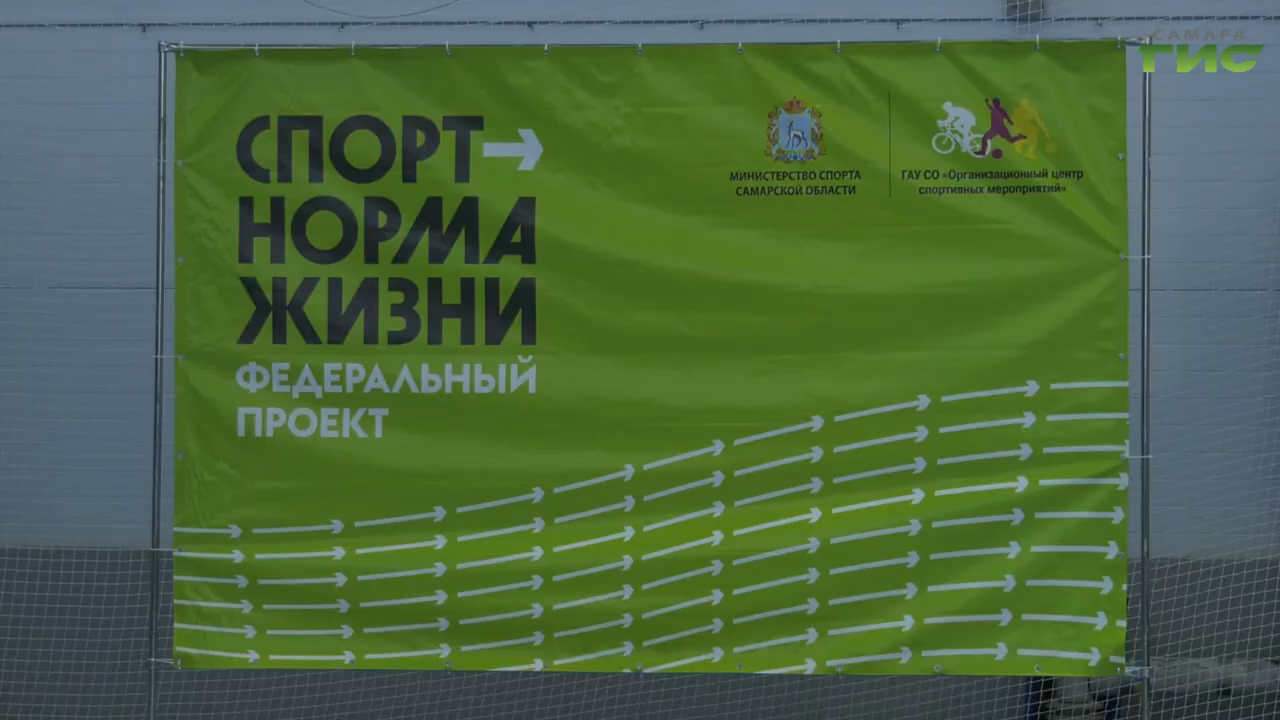 СПОРТ
НОРМА
ЖИЗНИ
ФЕДЕРАЛЬНЫЙ
ПРОЕКТ
МИНИСТЕРСТВО СПОРТА
САМАРСКОЙ ОБЛАСТИ
ГАУ СО «Организационный центр
спортивных мероприятий»
САМАРА
ГИС